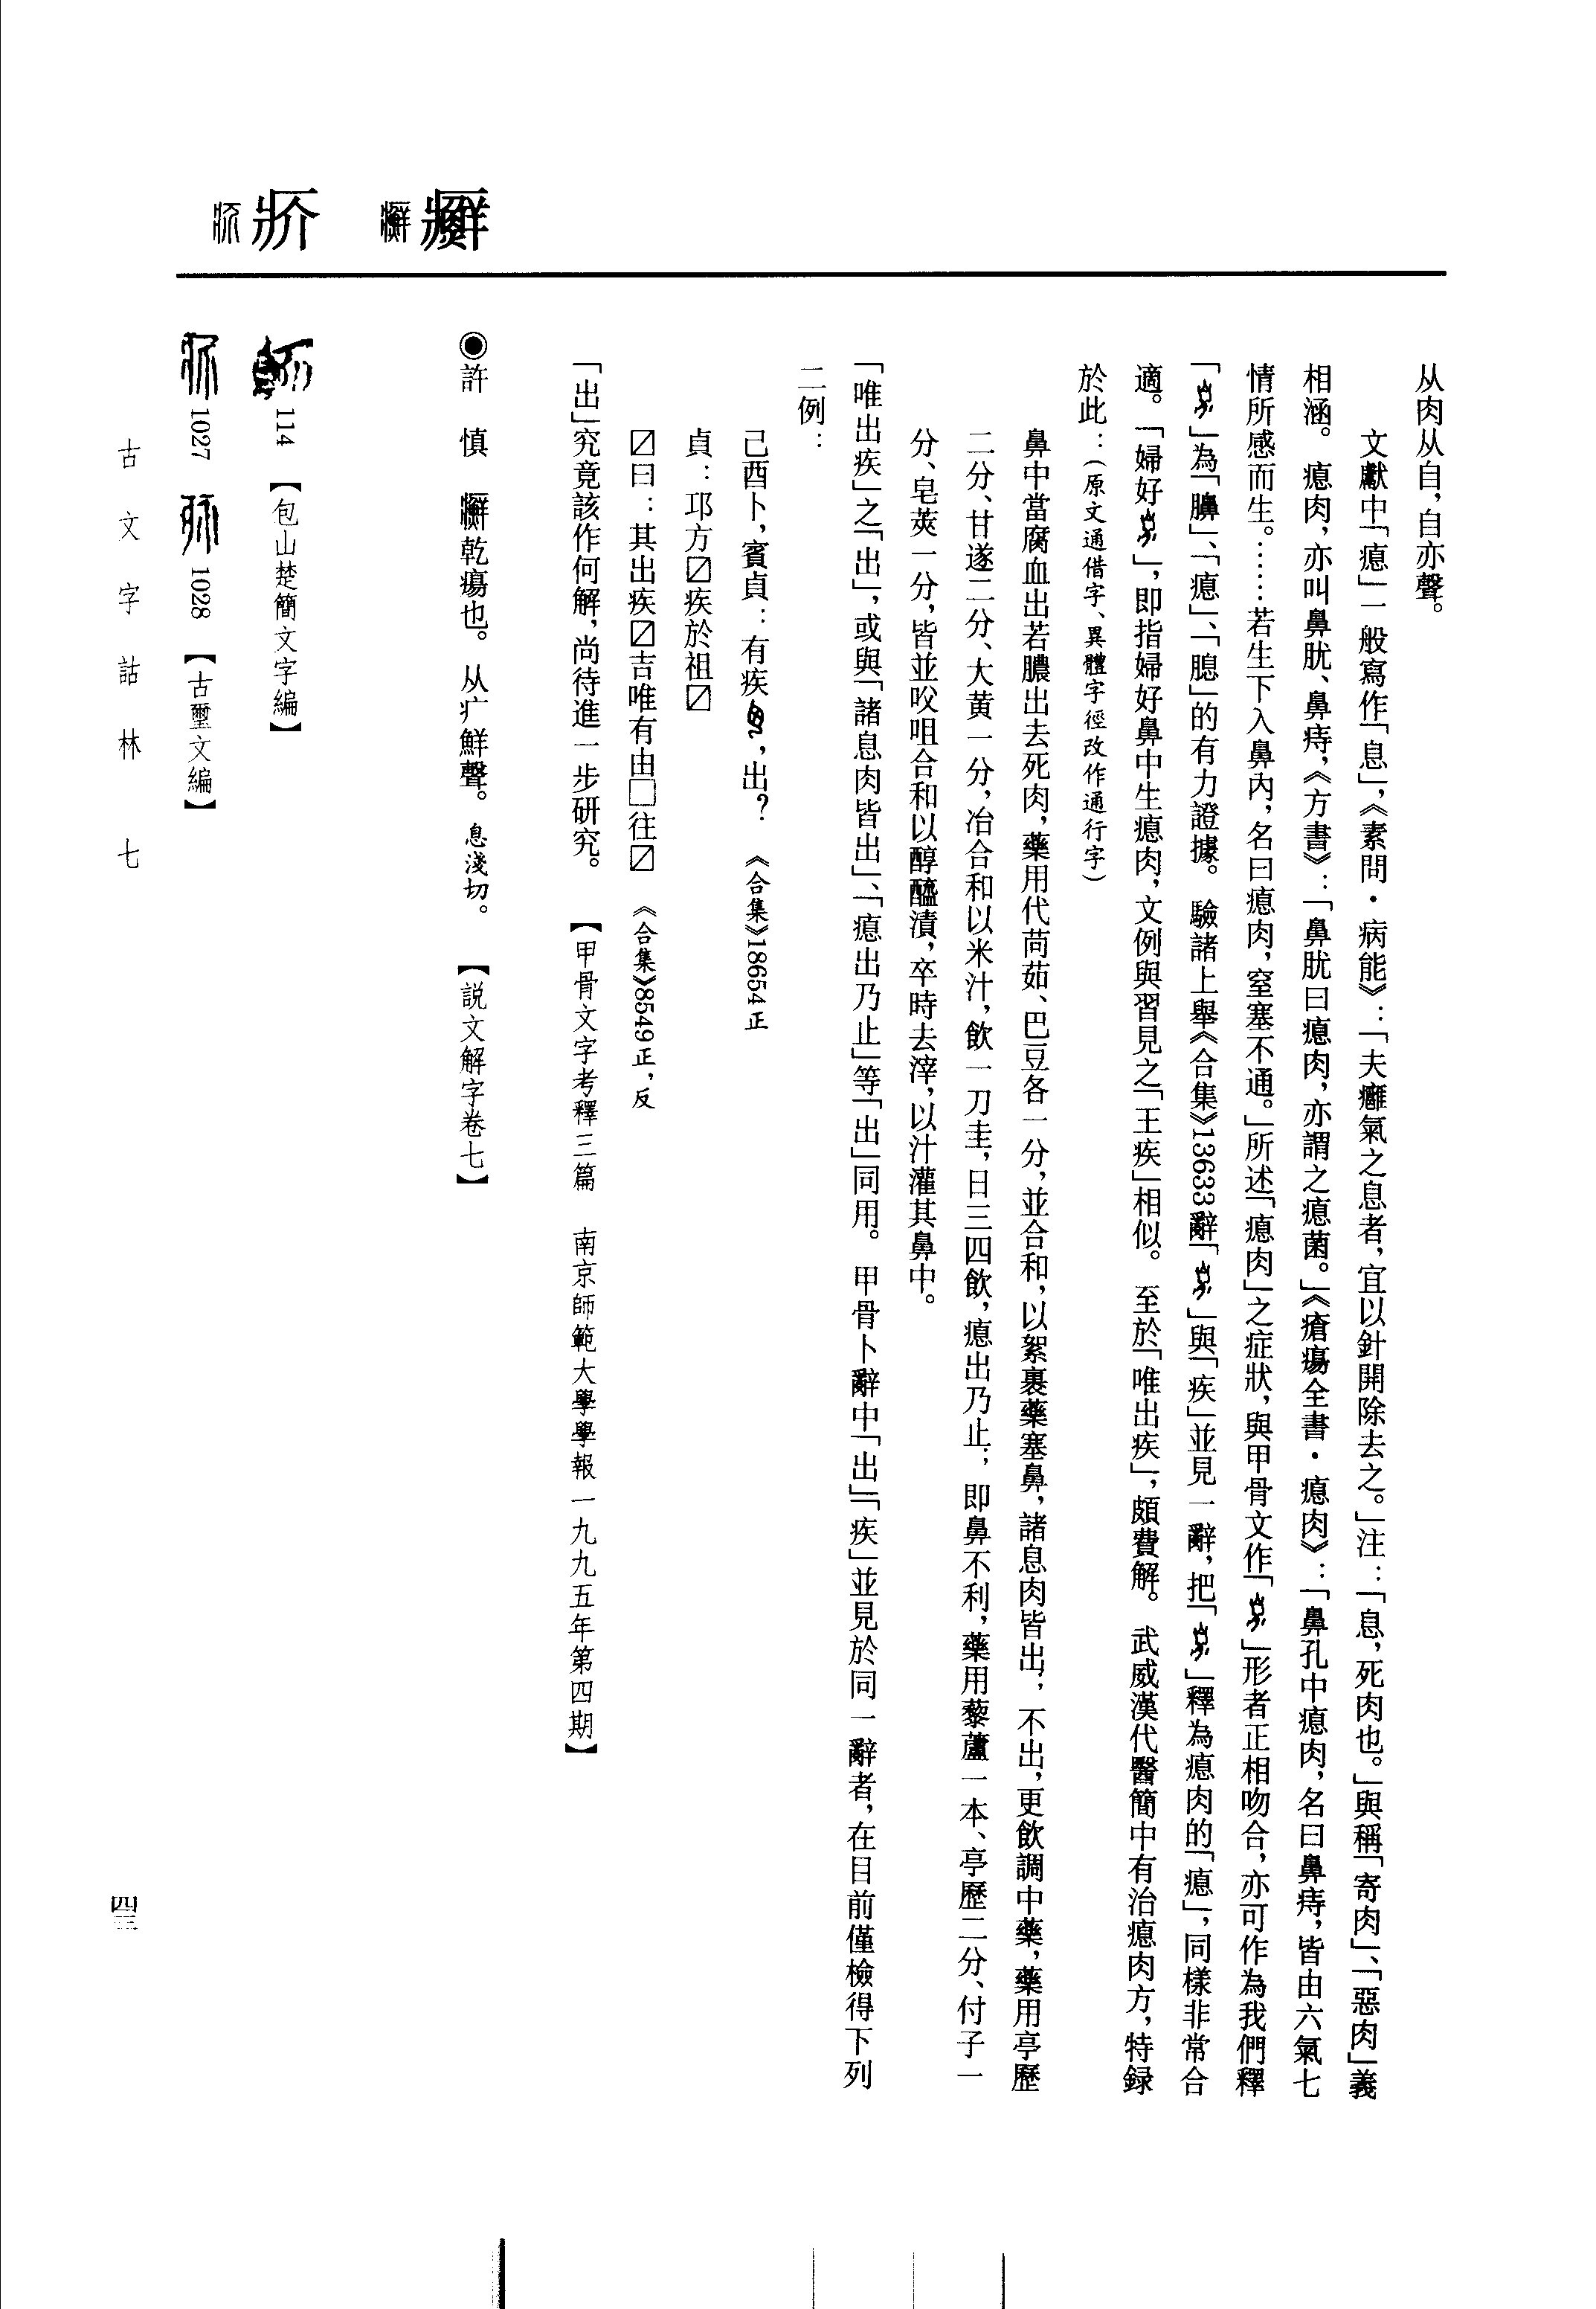 从肉从自，自亦聲。
文獻中「瘜」一般寫作「息」，《素問·病能》：「夫癰氣之息者，宜以針開除去之。」注：「息，死肉也。」與稱「寄肉」、「惡肉」義
相涵。瘜肉，亦叫鼻肬、鼻痔，《方書》：「鼻肬曰瘜肉，亦謂之瘜菌。」《瘡瘍全書·瘜肉》：「鼻孔中瘜肉，名曰鼻痔，皆由六氣七
情所感而生。……若生下入鼻內，名曰瘜肉，窒塞不通。」所述「瘜肉」之症狀，與甲骨文作「」形者正相吻合，亦可作為我們釋
「」為「膞」、「瘜」、「腮」的有力證據。驗諸上舉《合集》13633辭「」與「疾」並見一辭，把「」釋為瘜肉的「瘜」，同樣非常合
適。「婦好」，即指婦好鼻中生瘜肉，文例與習見之「王疾」相似。至於「唯出疾」，頗費解。武威漢代醫簡中有治瘜肉方，特録
於此：（原文通借字、異體字徑改作通行字）
鼻中當腐血出若膿出去死肉，藥用代茼茹、巴豆各一分，並合和，以絮裹藥塞鼻，諸息肉皆出；不出，更飲調中藥，藥用亭歷
二分、甘遂二分、大黄一分，冶合和以米汁，飲一刀圭，日三四飲，瘜出乃止；即鼻不利，藥用藜蘆一本、亭歷二分、付子一
分、皂莢一分，皆並㕮咀合和以醇醯漬，卒時去滓，以汁灌其鼻中。
「唯出疾」之「出」，或與「諸息肉皆出」、「瘜出乃止」等「出」同用。甲骨卜辭中「出」「疾」並見於同一辭者，在目前僅檢得下列
二例：
己酉卜，賓貞：有疾，出？《合集》18654正
貞：邛方☑疾於祖☑
☑曰：其出疾☑吉唯有由□往☑《合集》8549正，反
「出」究竟該作何解，尚待進一步研究。【甲骨文字考釋三篇 南京師範大學學報一九九五年第四期】
癬
◉許 慎 癬乾瘍也。从疒鮮聲。息淺切。【説文解字卷七】
疥
114【包山楚簡文字編】
1027 1028【古璽文編】
古文字詁林 七
四三